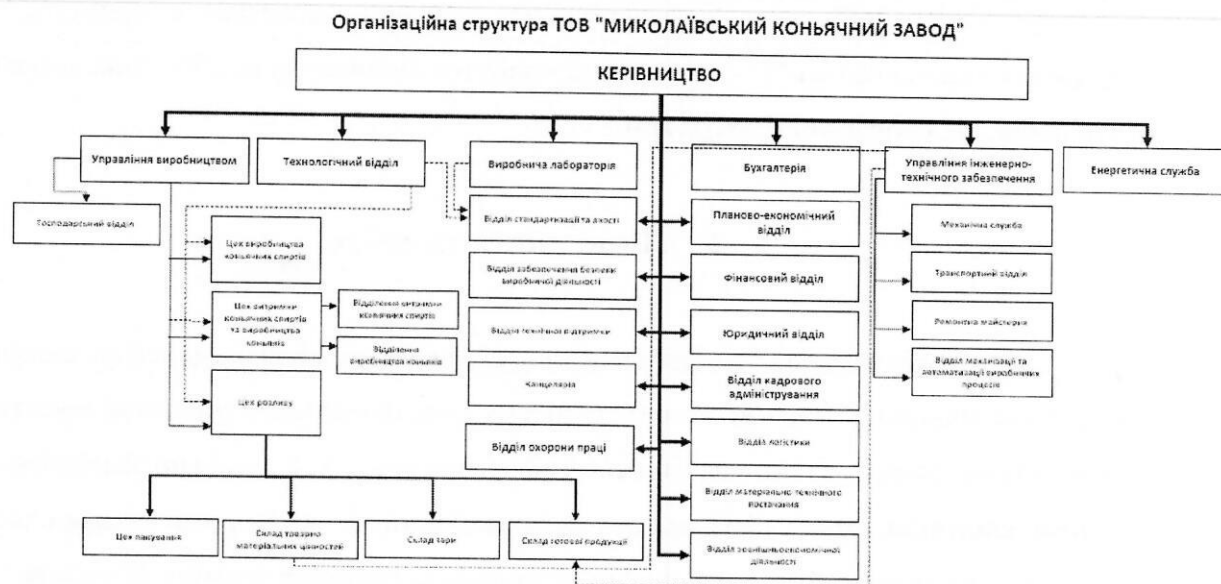 Організаційна структура ТОВ "МИКОЛАЇВСЬКИЙ КОНЬЯЧНИЙ ЗАВОД"
КЕРІВНИЦТВО
Управління виробництвом
Технологічний відділ
Виробнича лабораторія
Бухгалтерія
Управління інженерно-
технічного забезпечення
Енергетична служба
Господарський відділ
Відділ стандартизації та якості
Планово-економічний
відділ
Механічна служба
Цех виробництва
коньячних спиртів
Відділ забезпечення безпеки
виробничої діяльності
Фінансовий відділ
Транспортний відділ
Цех витримки
коньячних спиртів
та виробництва
коньяків
Відділення витримки
коньячних спиртів
Відділення
виробництва коньяків
Відділ технічної підтримки
Юридичний відділ
Ремонтна майстерня
Канцелярія
Відділ кадрового
адміністрування
Відділ механізації та
автоматизації виробничих
процесів
Цех розливу
Відділ охорони праці
Відділ логістики
Відділ матеріально-технічного
постачання
Цех пакування
Склад товарно-
матеріальних цінностей
Склад тари
Склад готової продукції
Відділ зовнішньоекономічної
діяльності